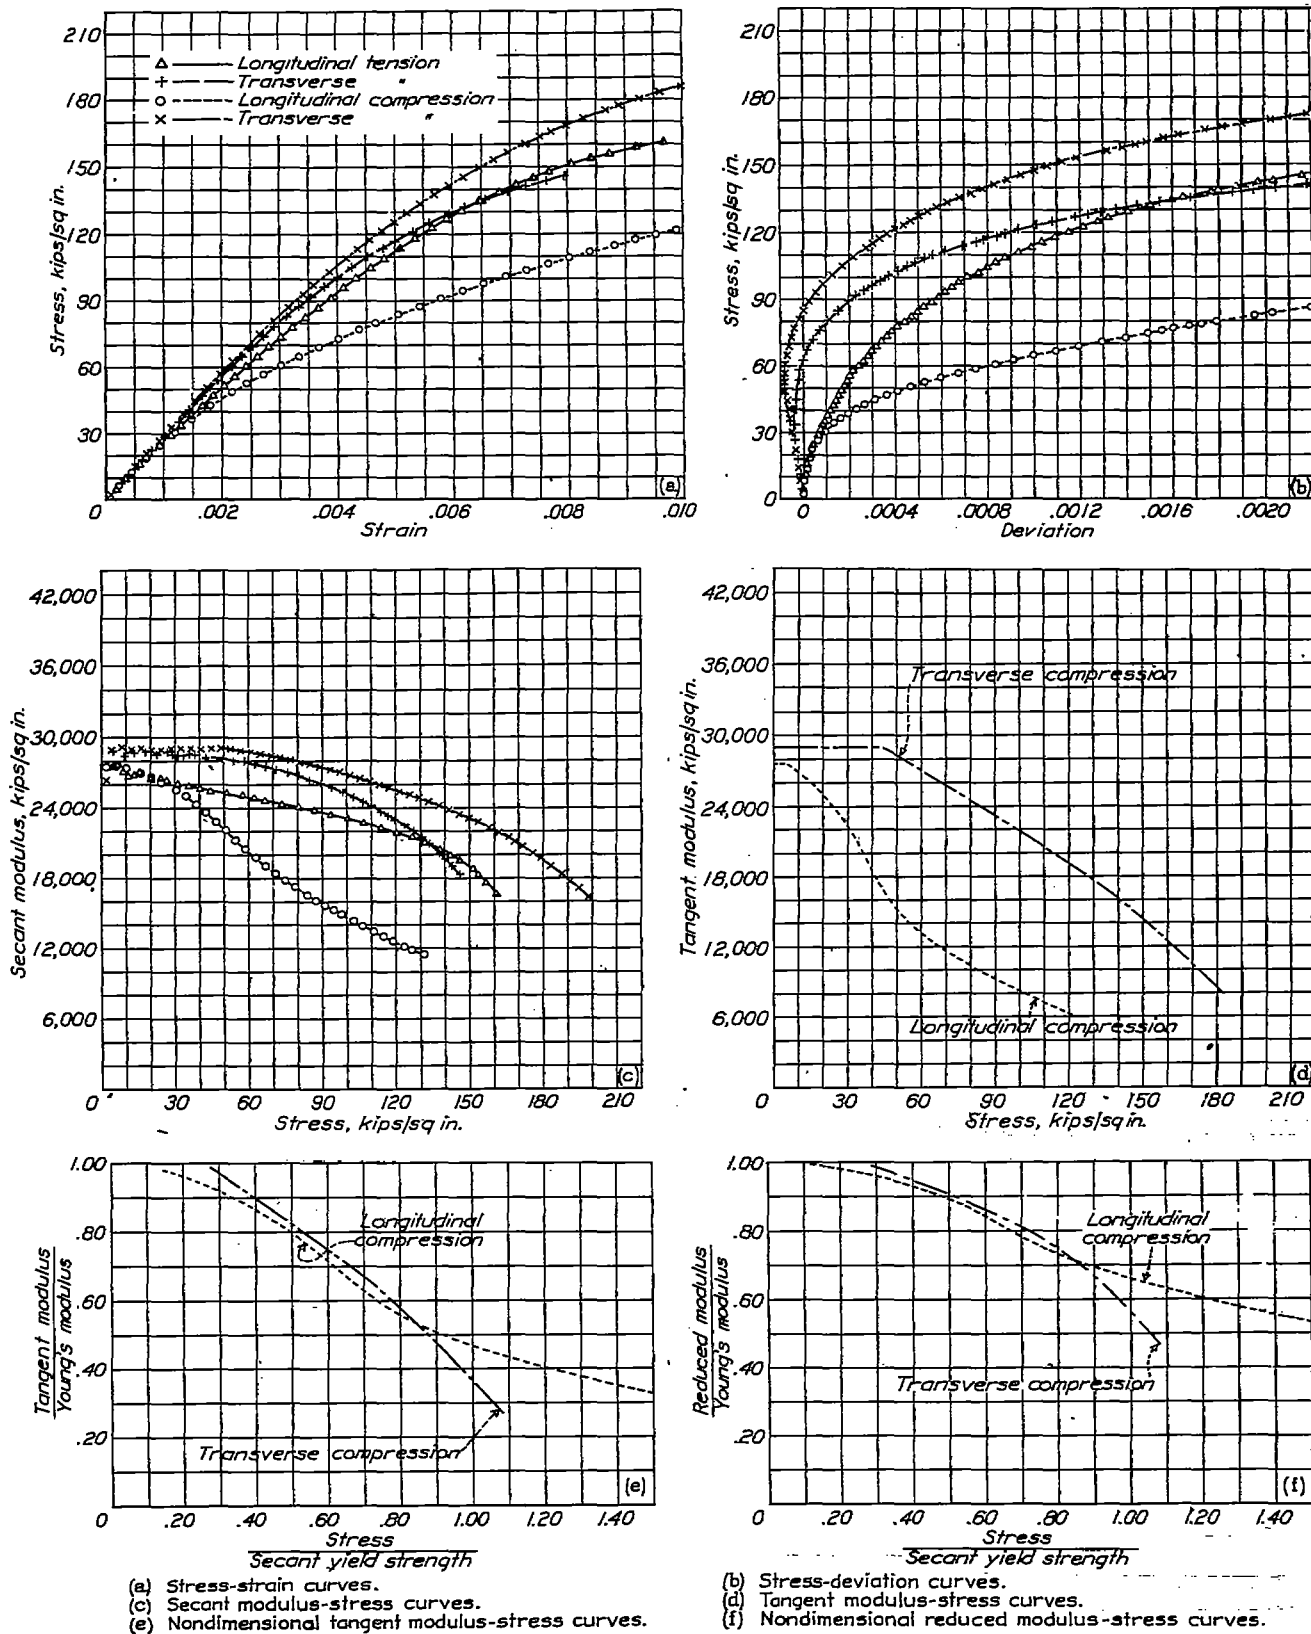 210
180
150
120
90
60
30
Stress, kips/sq in.
Longitudinal tension
Transverse "
Longitudinal compression
Transverse "
(a)
0 .002 .004 .006 .008 .010
Strain
210
180
150
120
90
60
30
0
Stress, kips/sq in.
(b)
0 .0004 .0008 .0012 .0016 .0020
Deviation
42,000
36,000
30,000
24,000
18,000
12,000
6,000
Secant modulus, kips/sq in.
(c)
0 30 60 90 120 150 180 210
Stress, kips/sq in.
42,000
36,000
30,000
24,000
18,000
12,000
6,000
Tangent modulus, kips/sq in.
Transverse compression
Longitudinal compression
(d)
0 30 60 90 120 150 180 210
Stress, kips/sq in.
1.00
.80
.60
.40
.20
Tangent modulus
Young's modulus
Longitudinal
compression
Transverse compression
(e)
0 .20 .40 .60 .80 1.00 1.20 1.40
Stress
Secant yield strength
1.00
.80
.60
.40
.20
Reduced modulus
Young's modulus
Longitudinal
compression
Transverse compression
(f)
0 .20 .40 .60 .80 1.00 1.20 1.40
Stress
Secant yield strength
(a) Stress-strain curves.
(c) Secant modulus-stress curves.
(e) Nondimensional tangent modulus-stress curves.
(b) Stress-deviation curves.
(d) Tangent modulus-stress curves.
(f) Nondimensional reduced modulus-stress curves.